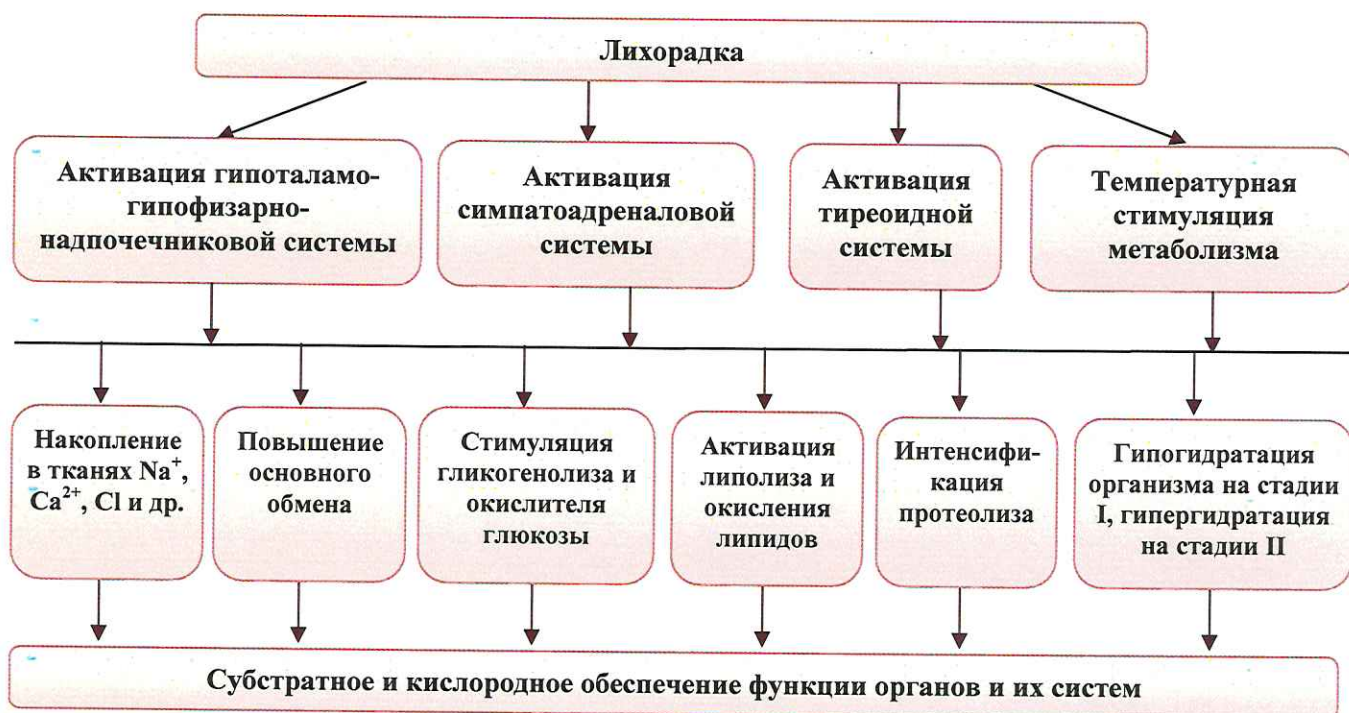 Лихорадка
Активация гипоталамо-
гипофизарно-
надпочечниковой системы
Активация
симпатоадреналовой
системы
Активация
тиреоидной
системы
Температурная
стимуляция
метаболизма
Накопление
в тканях Na⁺,
Ca²⁺, Cl и др.
Повышение
основного
обмена
Стимуляция
гликогенолиза и
окислителя
глюкозы
Активация
липолиза и
окисления
липидов
Интенсифи-
кация
протеолиза
Гипогидратация
организма на стадии
I, гипергидратация
на стадии II
Субстратное и кислородное обеспечение функции органов и их систем